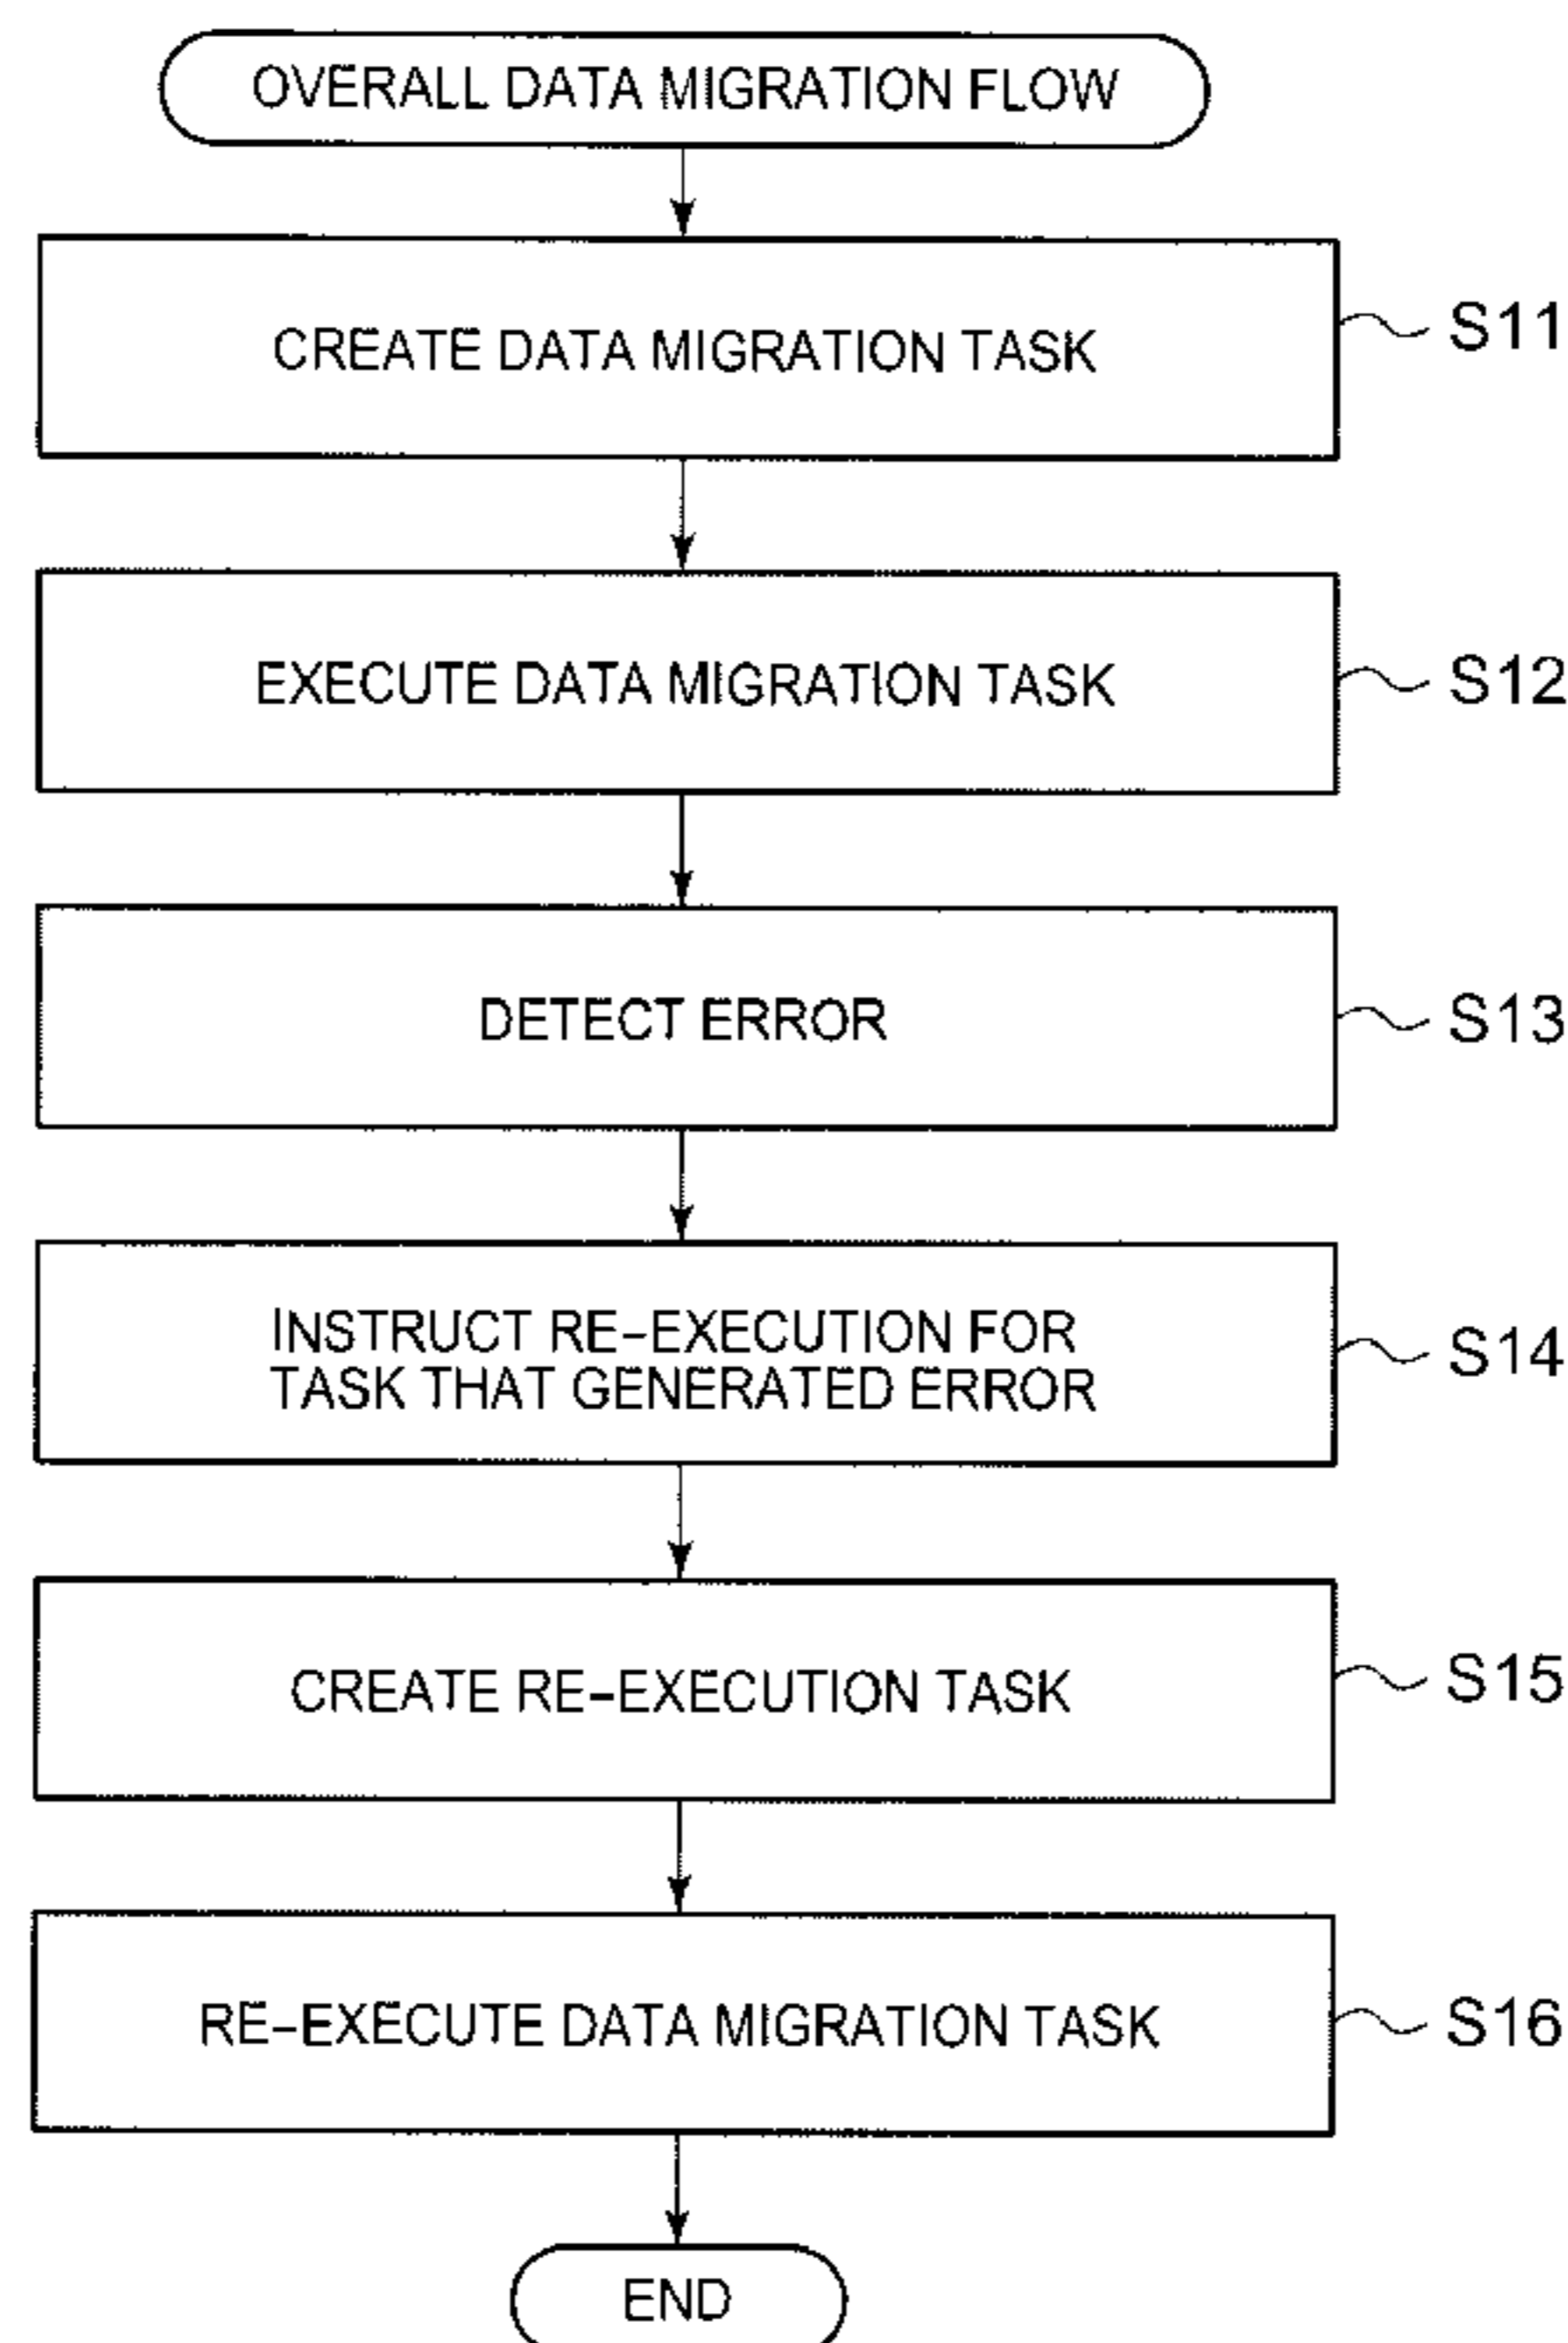 OVERALL DATA MIGRATION FLOW
CREATE DATA MIGRATION TASK
S11
EXECUTE DATA MIGRATION TASK
S12
DETECT ERROR
S13
INSTRUCT RE-EXECUTION FOR
TASK THAT GENERATED ERROR
S14
CREATE RE-EXECUTION TASK
S15
RE-EXECUTE DATA MIGRATION TASK
S16
END